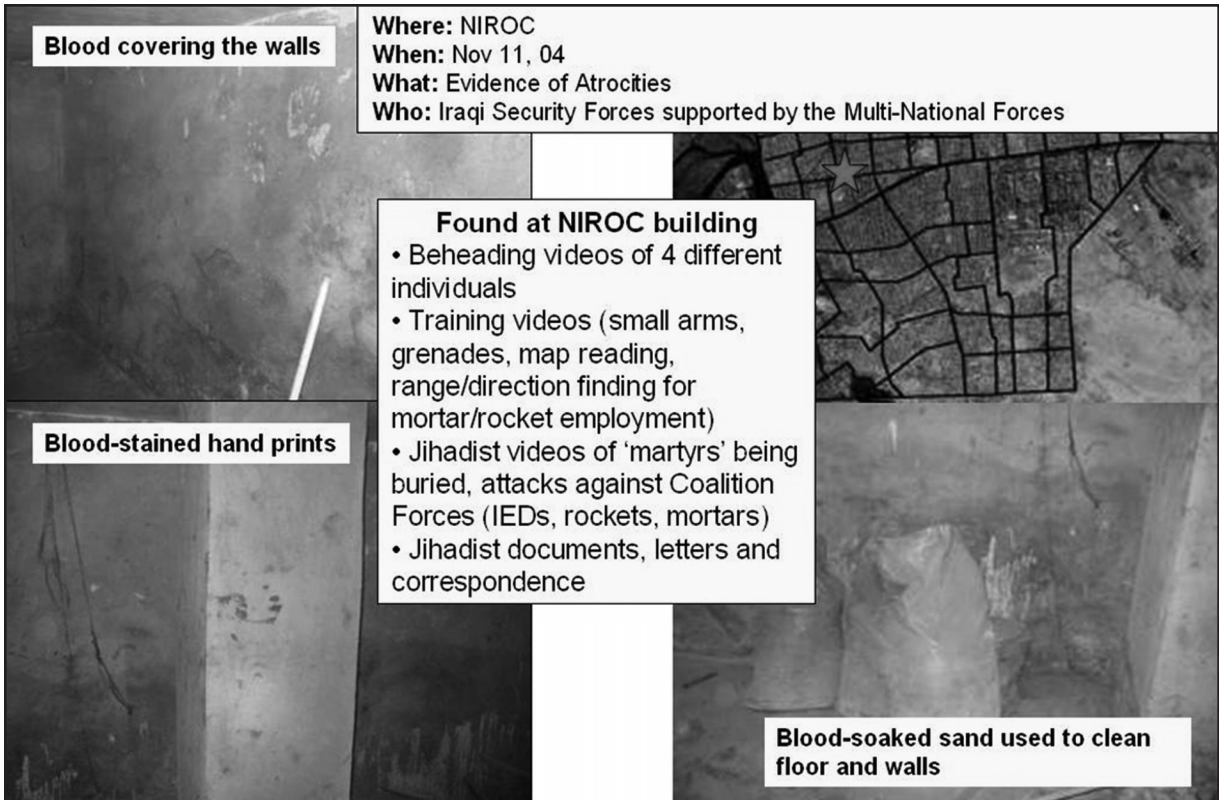 Blood covering the walls
Where: NIROC
When: Nov 11, 04
What: Evidence of Atrocities
Who: Iraqi Security Forces supported by the Multi-National Forces
Found at NIROC building
• Beheading videos of 4 different
individuals
• Training videos (small arms,
grenades, map reading,
range/direction finding for
mortar/rocket employment)
• Jihadist videos of ‘martyrs’ being
buried, attacks against Coalition
Forces (IEDs, rockets, mortars)
• Jihadist documents, letters and
correspondence
Blood-stained hand prints
Blood-soaked sand used to clean
floor and walls